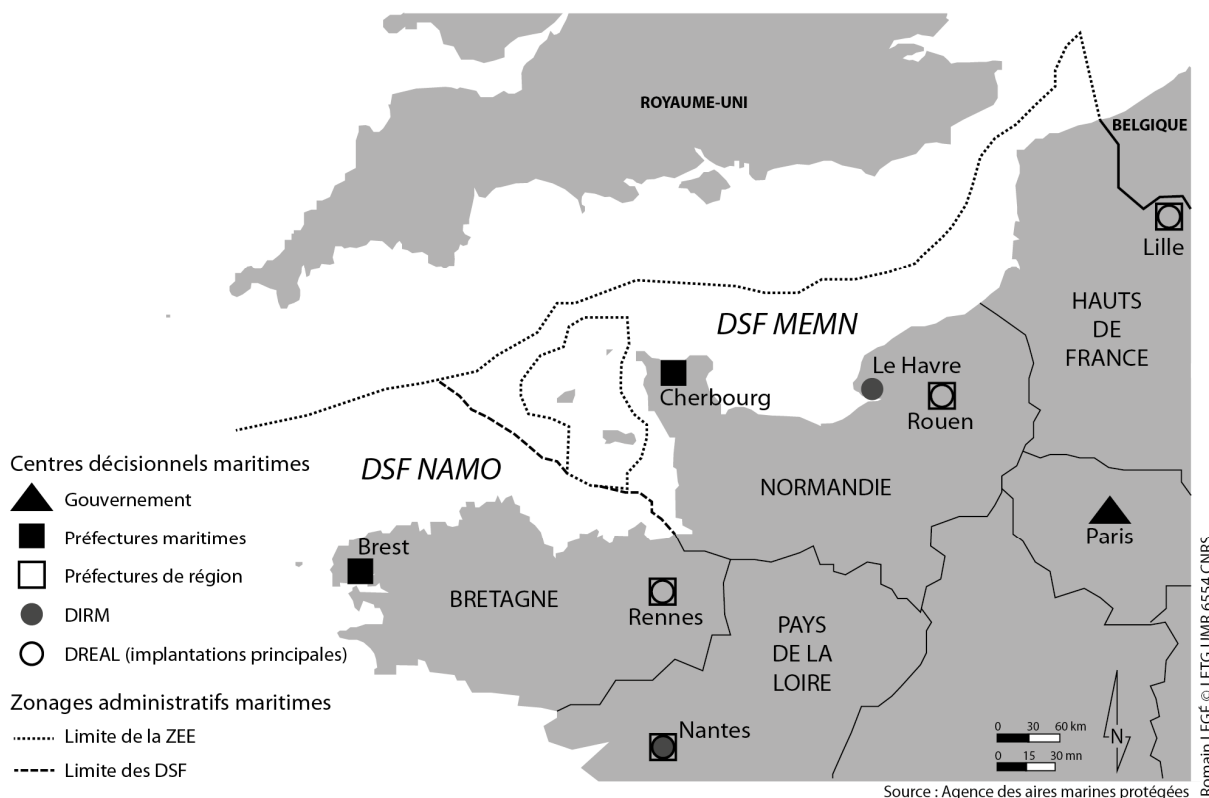 ROYAUME-UNI
BELGIQUE
Lille
HAUTS
DE
FRANCE
DSF MEMN
Le Havre
Cherbourg
Rouen
DSF NAMO
NORMANDIE
Paris
Brest
BRETAGNE
Rennes
PAYS
DE LA
LOIRE
Nantes
Centres décisionnels maritimes
Gouvernement
Préfectures maritimes
Préfectures de région
DIRM
DREAL (implantations principales)
Zonages administratifs maritimes
Limite de la ZEE
Limite des DSF
0 30 60 km
0 15 30 mn
N
Source : Agence des aires marines protégées
Romain LEGÉ © LETG UMR 6554 CNRS